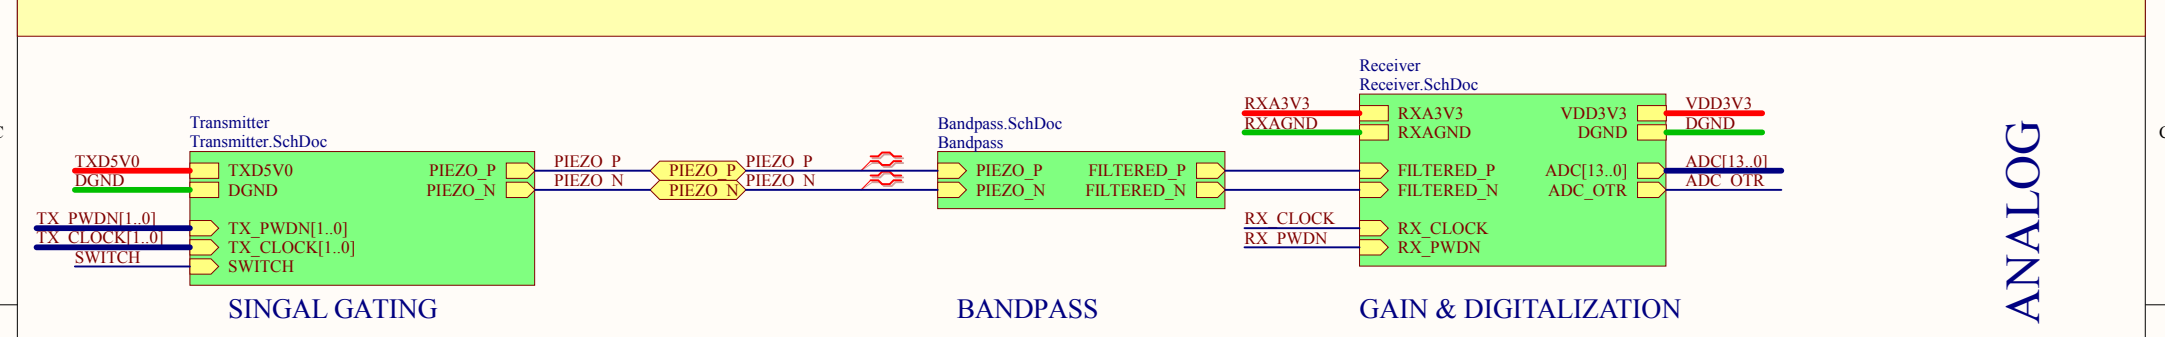 Transmitter
Transmitter.SchDoc
TXD5V0
DGND
TX_PWDN[1..0]
TX_CLOCK[1..0]
SWITCH
TXD5V0
DGND
TX_PWDN[1..0]
TX_CLOCK[1..0]
SWITCH
PIEZO_P
PIEZO_N
SINGAL GATING
PIEZO_P
PIEZO_N
PIEZO_P
PIEZO_N
PIEZO_P
PIEZO_N
Bandpass.SchDoc
Bandpass
PIEZO_P
PIEZO_N
FILTERED_P
FILTERED_N
BANDPASS
Receiver
Receiver.SchDoc
RXA3V3
RXAGND
RX_CLOCK
RX_PWDN
RXA3V3
RXAGND
FILTERED_P
FILTERED_N
RX_CLOCK
RX_PWDN
VDD3V3
DGND
ADC[13..0]
ADC_OTR
VDD3V3
DGND
ADC[13..0]
ADC_OTR
GAIN & DIGITALIZATION
ANALOG